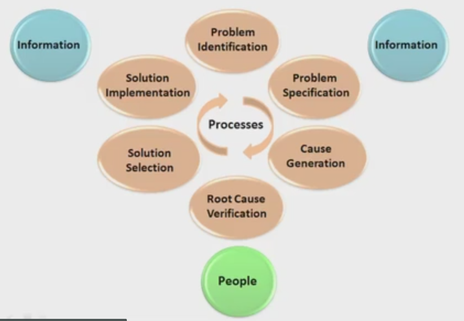 Information
Problem
Identification
Information
Solution
Implementation
Problem
Specification
Processes
Solution
Selection
Cause
Generation
Root Cause
Verification
People